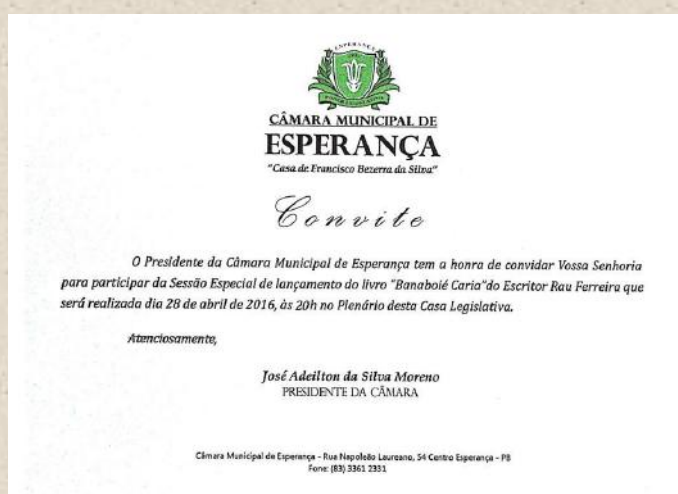 ESPERANÇA
CÂMARA MUNICIPAL DE
ESPERANÇA
"Casa de Francisco Bezerra da Silva"
Convite
O Presidente da Câmara Municipal de Esperança tem a honra de convidar Vossa Senhoria
para participar da Sessão Especial de lançamento do livro "Banaboié Caria"do Escritor Rau Ferreira que
será realizada dia 28 de abril de 2016, às 20h no Plenário desta Casa Legislativa.
Atenciosamente,
José Adeilton da Silva Moreno
PRESIDENTE DA CÂMARA
Câmara Municipal de Esperança - Rua Napoleão Laureano, 54 Centro Esperança - PB
Fone: (83) 3361 2331